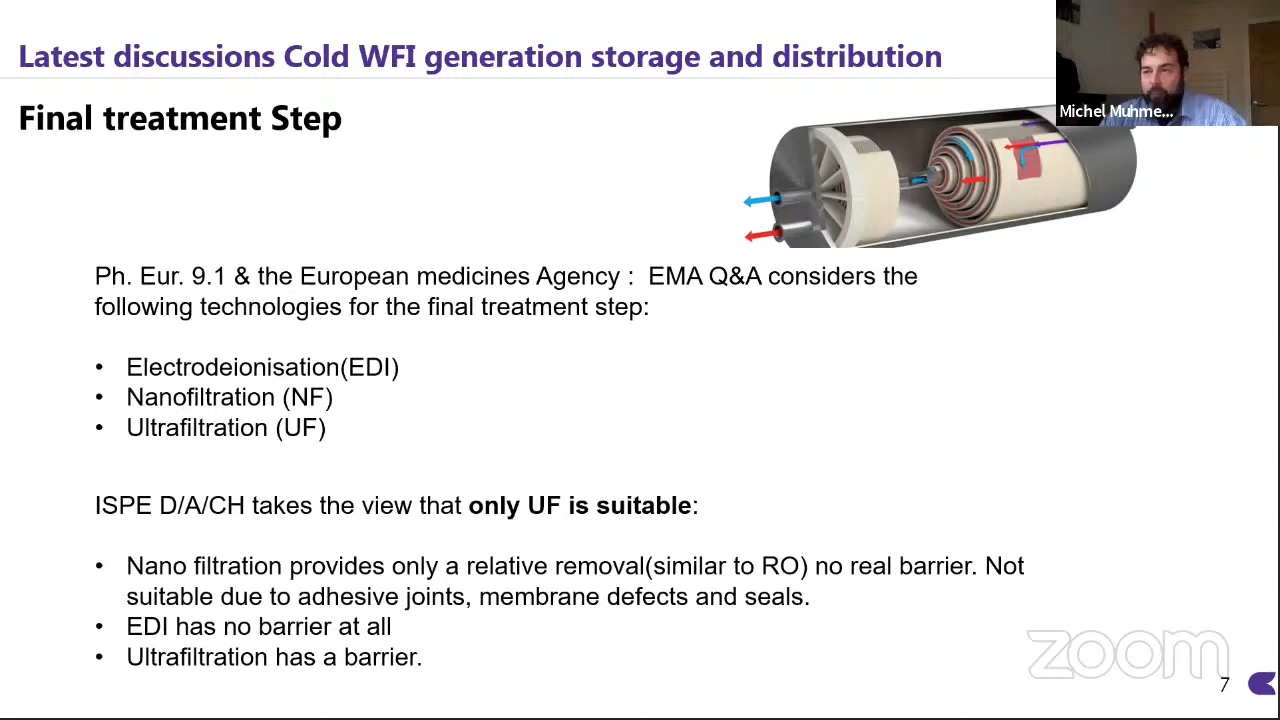 Latest discussions Cold WFI generation storage and distribution
Michel Muhme...
Final treatment Step
Ph. Eur. 9.1 & the European medicines Agency : EMA Q&A considers the
following technologies for the final treatment step:
• Electrodeionisation(EDI)
• Nanofiltration (NF)
• Ultrafiltration (UF)
ISPE D/A/CH takes the view that only UF is suitable:
• Nano filtration provides only a relative removal(similar to RO) no real barrier. Not
suitable due to adhesive joints, membrane defects and seals.
• EDI has no barrier at all
• Ultrafiltration has a barrier.
zoom
7